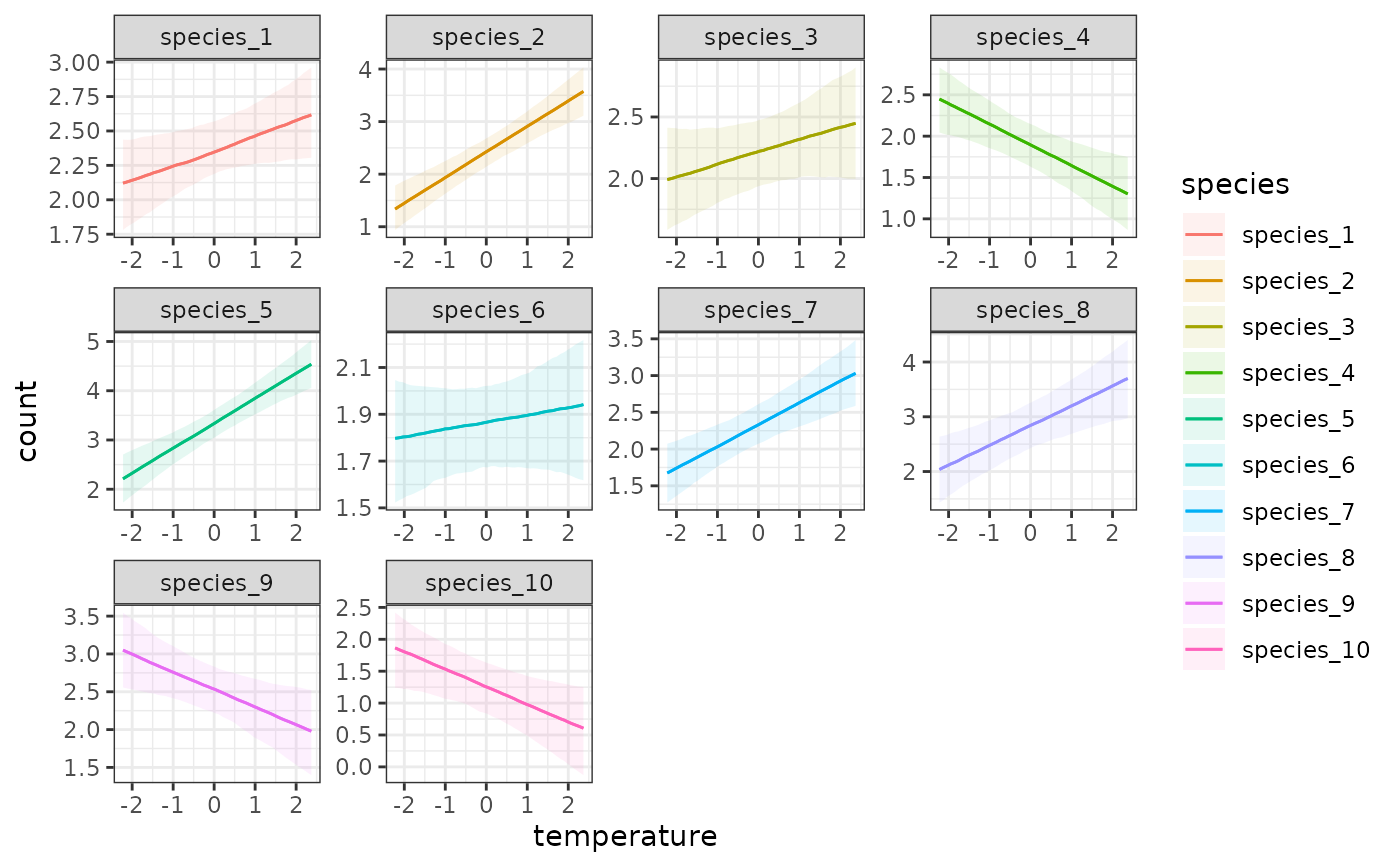 species_1 species_2 species_3 species_4
3.00
2.75
2.50
2.25
2.00
1.75
-2 -1 0 1 2
4
3
2
1
-2 -1 0 1 2
2.5
2.0
-2 -1 0 1 2
2.5
2.0
1.5
1.0
-2 -1 0 1 2
species_5 species_6 species_7 species_8
5
4
3
2
-2 -1 0 1 2
2.1
1.9
1.7
1.5
-2 -1 0 1 2
3.5
3.0
2.5
2.0
1.5
-2 -1 0 1 2
4
3
2
-2 -1 0 1 2
species_9 species_10
3.5
3.0
2.5
2.0
1.5
-2 -1 0 1 2
2.5
2.0
1.5
1.0
0.5
0.0
-2 -1 0 1 2
count
temperature
species
species_1
species_2
species_3
species_4
species_5
species_6
species_7
species_8
species_9
species_10